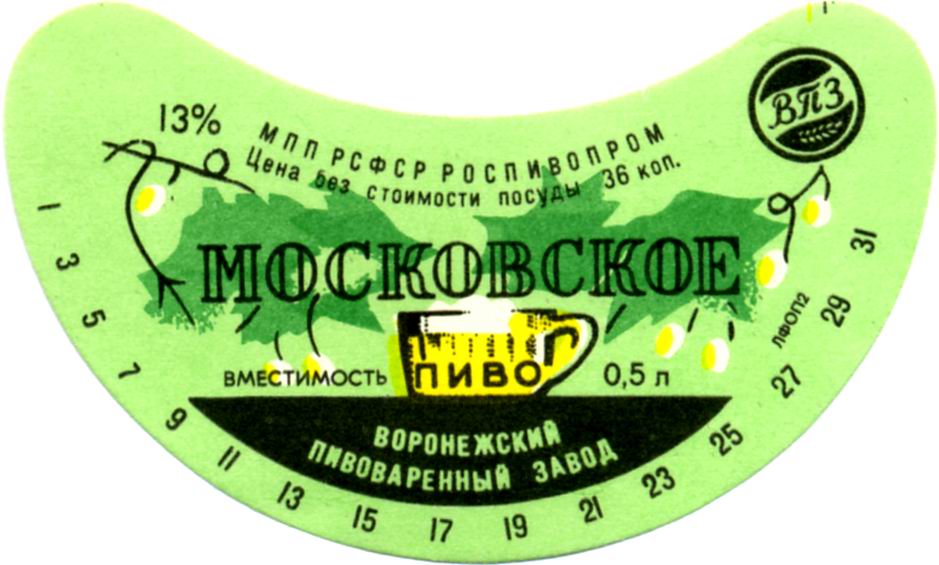 13%
МПП РСФСР РОСПИВОПРОМ
Цена без стоимости посуды 36 коп.
ВПЗ
МОСКОВСКОЕ
ПИВО
ВМЕСТИМОСТЬ 0,5 л
ЛФОП2
ВОРОНЕЖСКИЙ
ПИВОВАРЕННЫЙ ЗАВОД
1 3 5 7 9 11 13 15 17 19 21 23 25 27 29 31